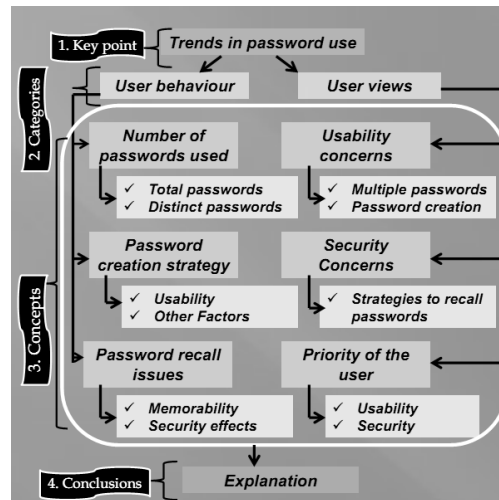 1. Key point
Trends in password use
2. Categories
User behaviour
User views
3. Concepts
Number of
passwords used
✓ Total passwords
✓ Distinct passwords
Usability
concerns
✓ Multiple passwords
✓ Password creation
Password
creation strategy
✓ Usability
✓ Other Factors
Security
Concerns
✓ Strategies to recall
passwords
Password recall
issues
✓ Memorability
✓ Security effects
Priority of the
user
✓ Usability
✓ Security
4. Conclusions
Explanation